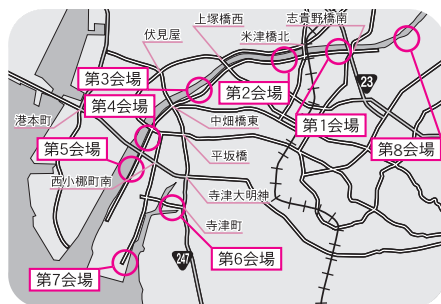 志貴野橋南
上塚橋西
米津橋北
伏見屋
第3会場
23
第4会場
第2会場
港本町
中畑橋東
第1会場
第8会場
第5会場
平坂橋
西小梛町南
寺津大明神
寺津町
第6会場
247
第7会場